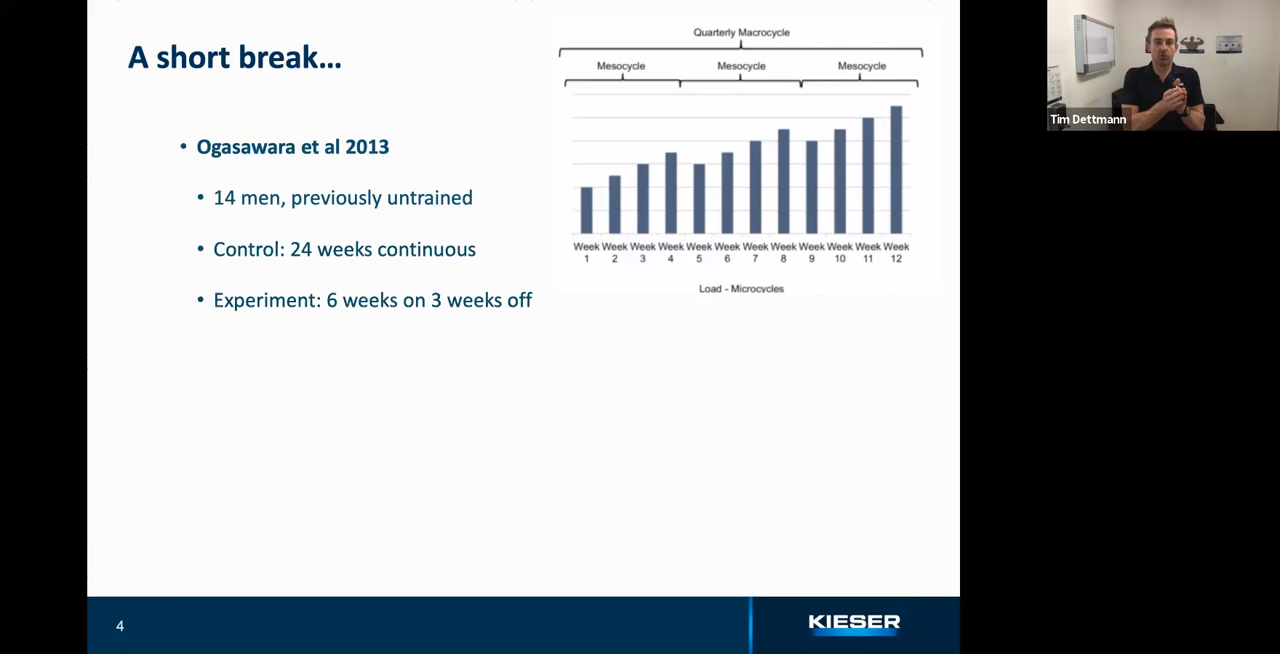 A short break...
• Ogasawara et al 2013
• 14 men, previously untrained
• Control: 24 weeks continuous
• Experiment: 6 weeks on 3 weeks off
Quarterly Macrocycle
Mesocycle Mesocycle Mesocycle
Week Week Week Week Week Week Week Week Week Week Week Week
1 2 3 4 5 6 7 8 9 10 11 12
Load - Microcycles
Tim Dettmann
4
KIESER